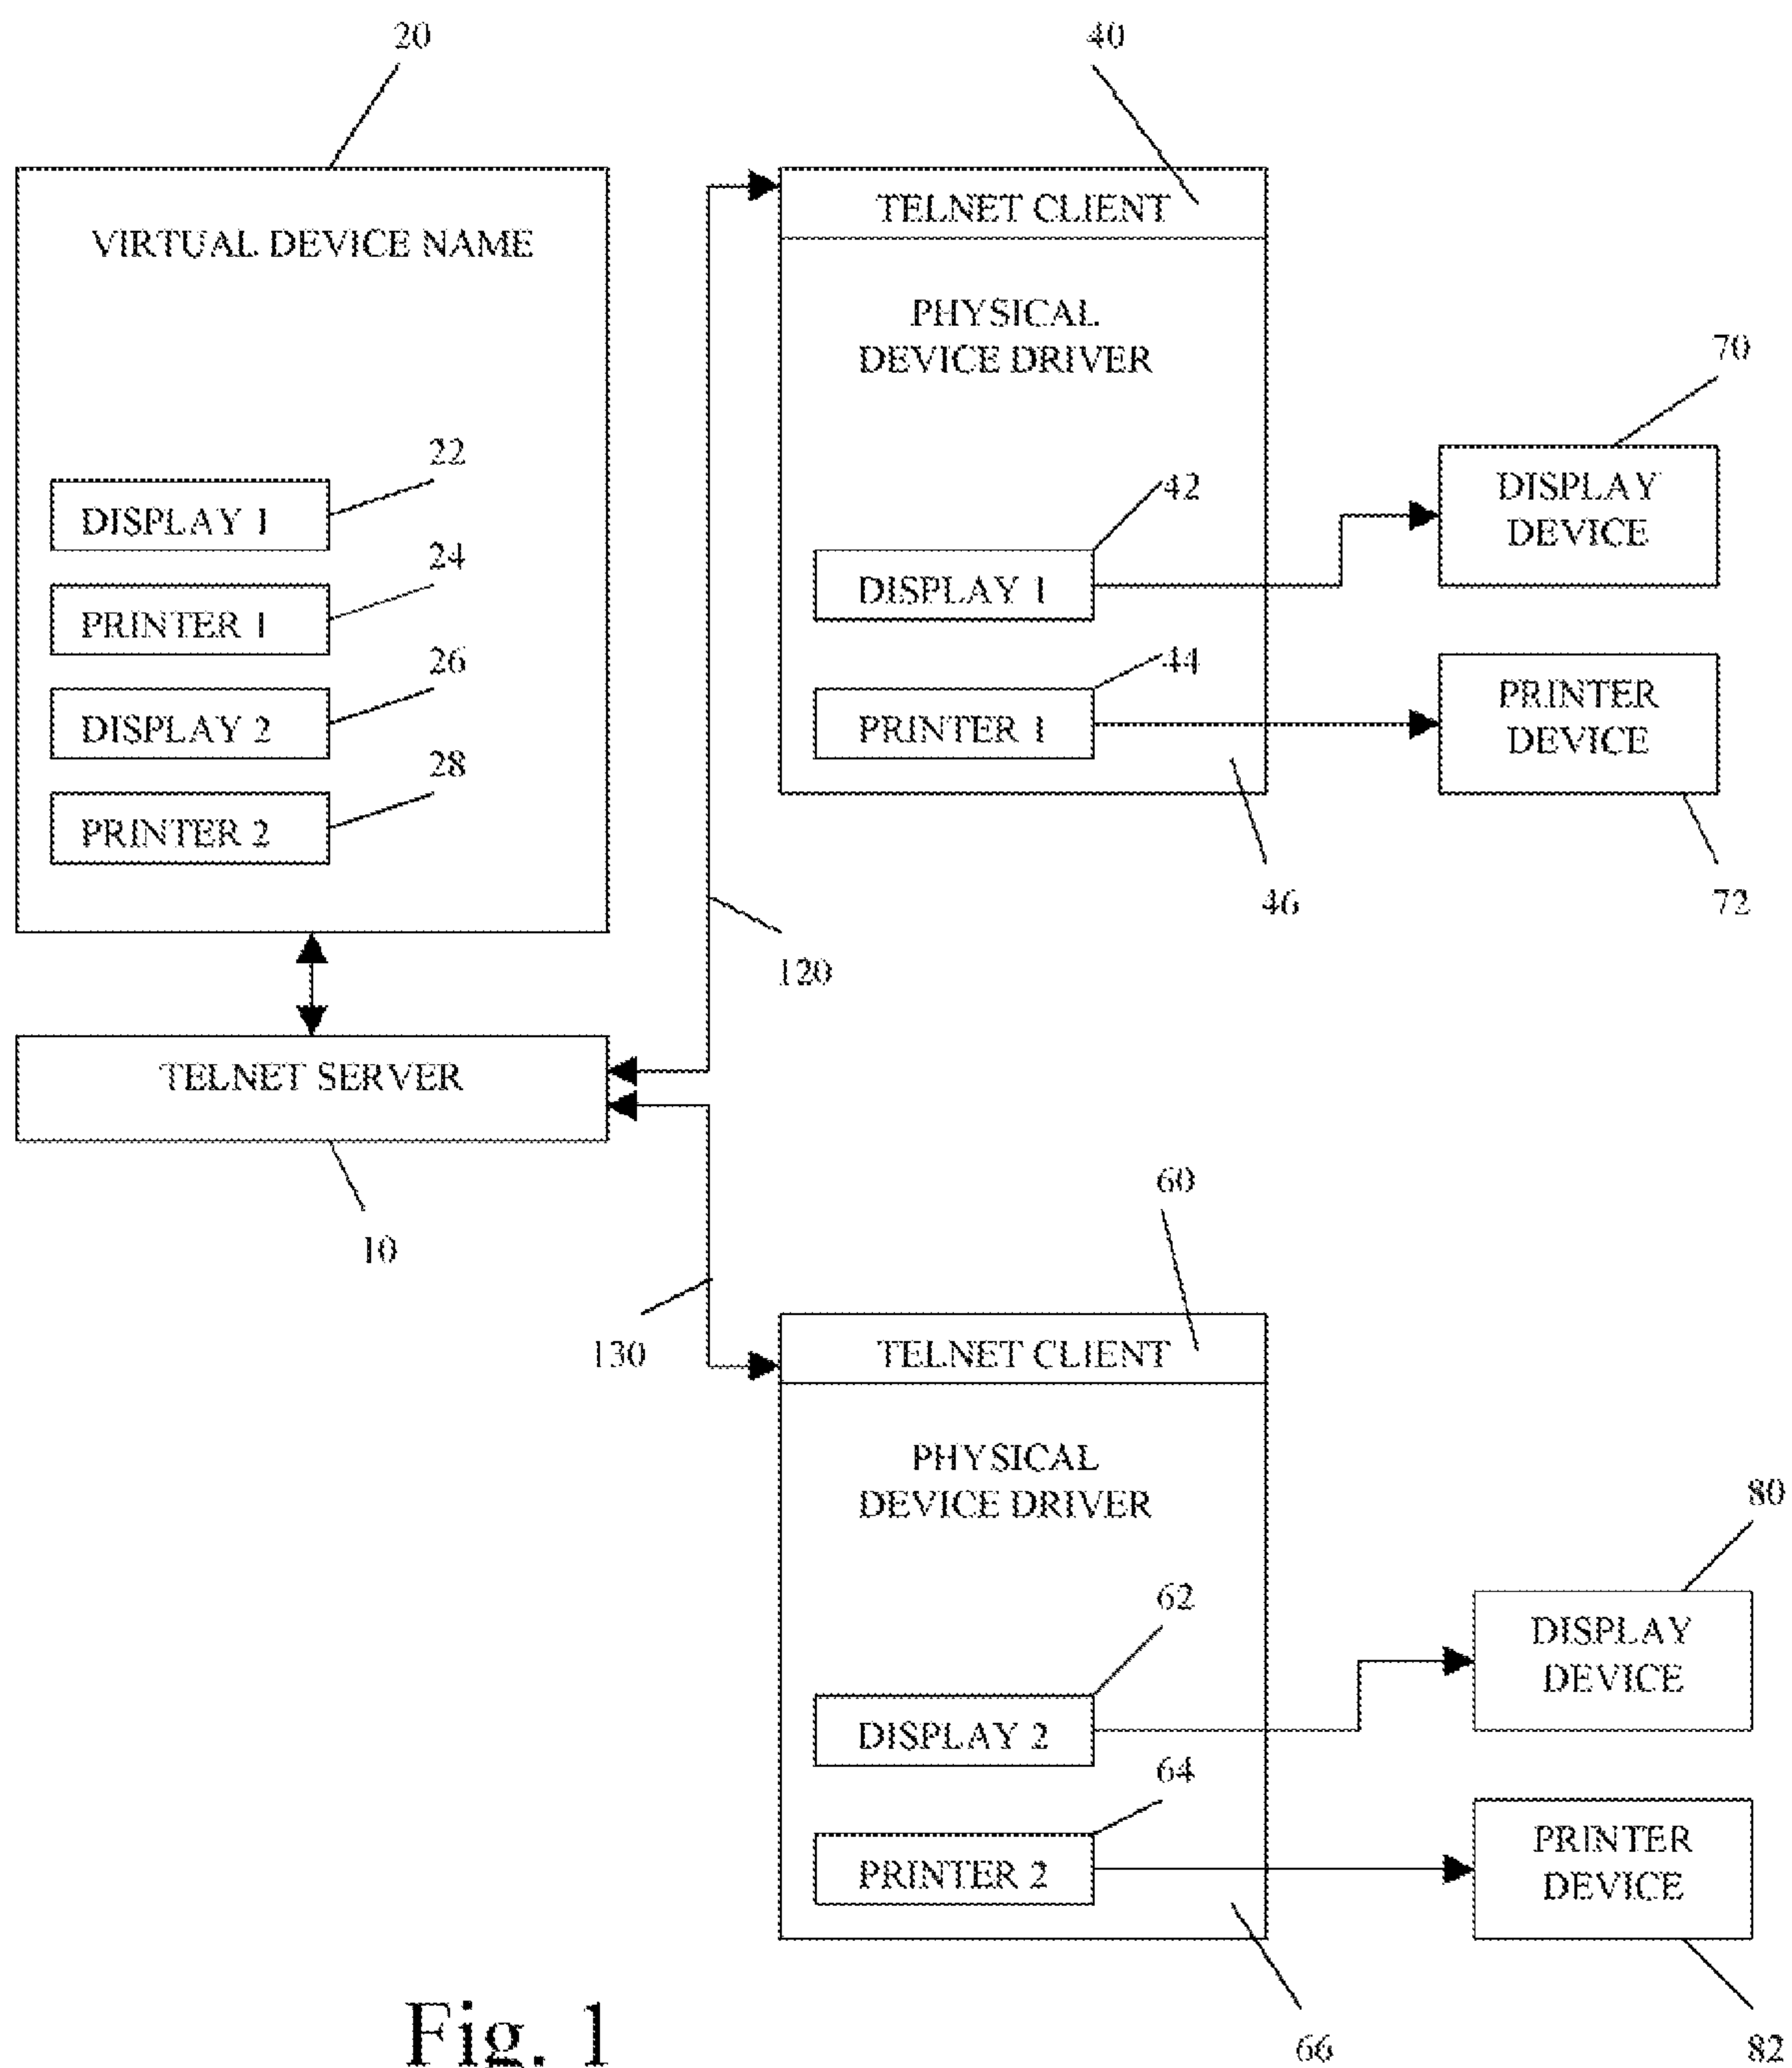 20
40
VIRTUAL DEVICE NAME
TELNET CLIENT
PHYSICAL
DEVICE DRIVER
70
22
DISPLAY 1
42
DISPLAY
DEVICE
24
PRINTER 1
DISPLAY 1
26
DISPLAY 2
44
PRINTER 1
PRINTER
DEVICE
28
PRINTER 2
46
72
120
TELNET SERVER
10
60
130
TELNET CLIENT
PHYSICAL
DEVICE DRIVER
80
62
DISPLAY 2
DISPLAY
DEVICE
64
PRINTER 2
PRINTER
DEVICE
66
82
Fig. 1